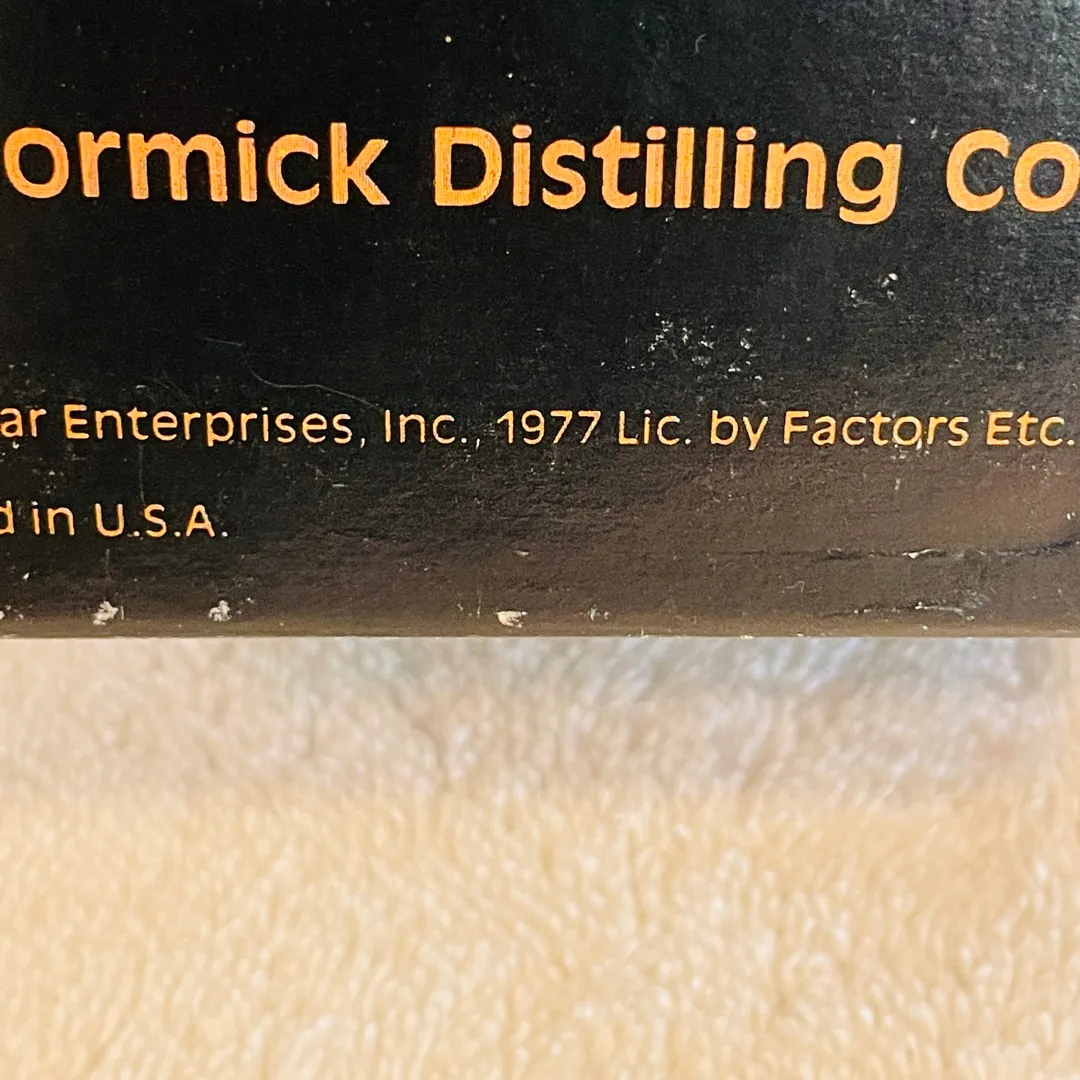 ormick Distilling Co
ar Enterprises, Inc., 1977 Lic. by Factors Etc.
d in U.S.A.